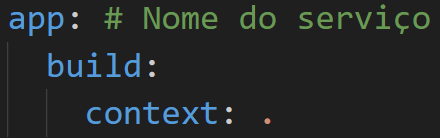 app: # Nome do serviço
build:
context: .